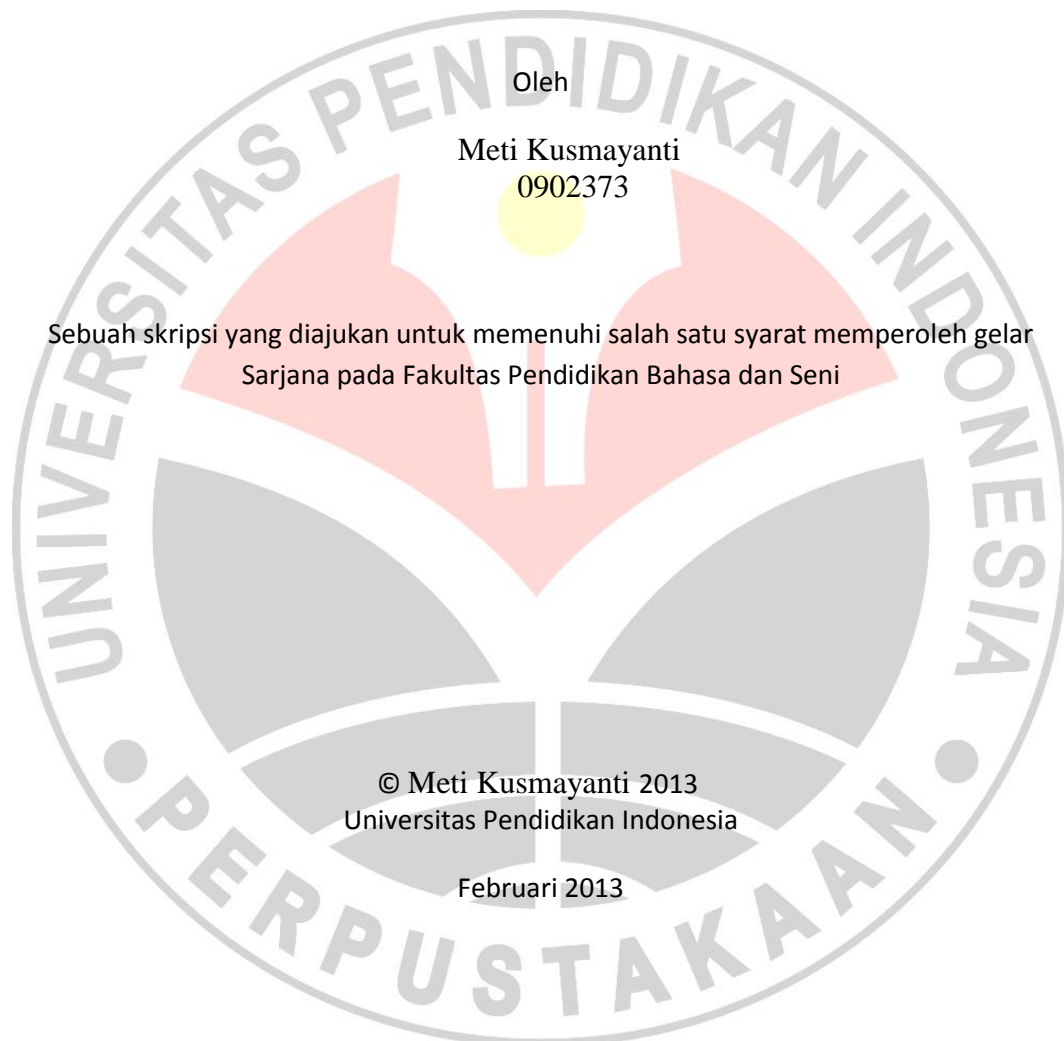 Oleh
Meti Kusmayanti
0902373
Sebuah skripsi yang diajukan untuk memenuhi salah satu syarat memperoleh gelar
Sarjana pada Fakultas Pendidikan Bahasa dan Seni
© Meti Kusmayanti 2013
Universitas Pendidikan Indonesia
Februari 2013
UNIVERSITAS PENDIDIKAN INDONESIA
PERPUSTAKAAN